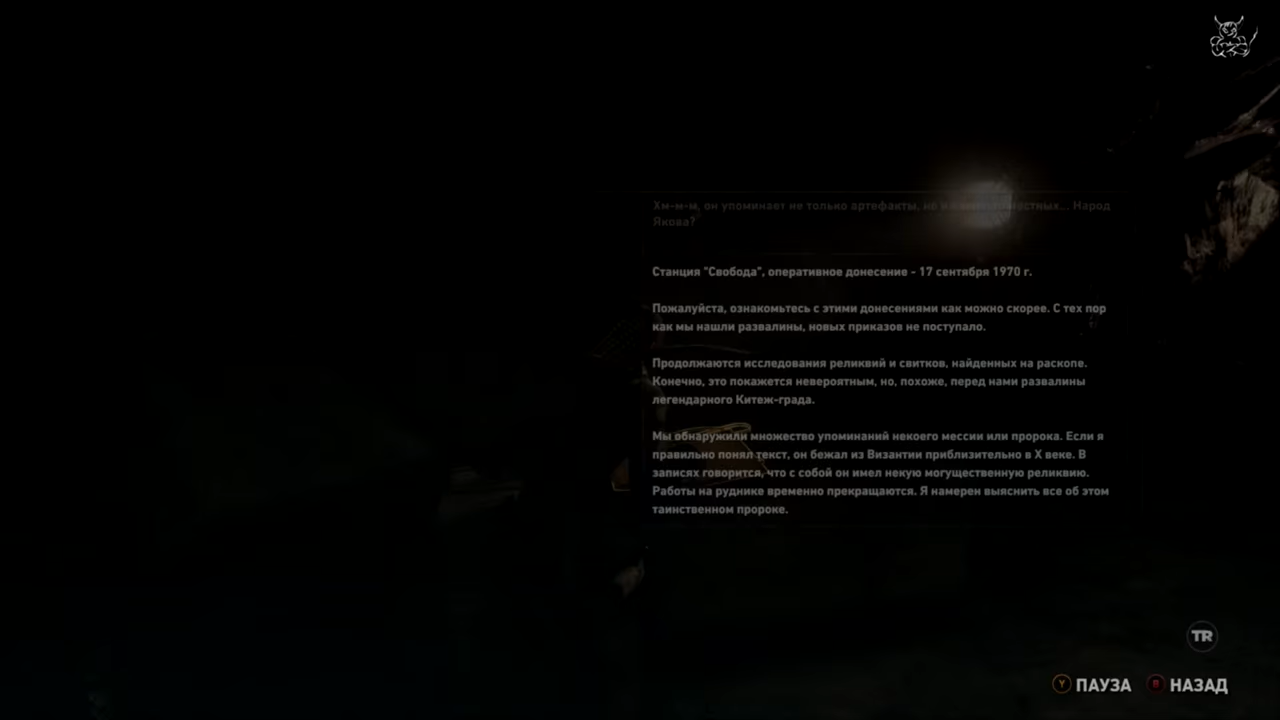 Хм-м-м, он упоминает не только артефакты, но и Народ
Якова?
Станция "Свобода", оперативное донесение - 17 сентября 1970 г.
Пожалуйста, ознакомьтесь с этими донесениями как можно скорее. С тех пор
как мы нашли развалины, новых приказов не поступало.
Продолжаются исследования реликвий и свитков, найденных на раскопе.
Конечно, это покажется невероятным, но, похоже, перед нами развалины
легендарного Китеж-града.
Мы обнаружили множество упоминаний некоего мессии или пророка. Если я
правильно понял текст, он бежал из Византии приблизительно в X веке. В
записях говорится, что с собой он имел некую могущественную реликвию.
Работы на руднике временно прекращаются. Я намерен выяснить все об этом
таинственном пророке.
TR
Y ПАУЗА B НАЗАД